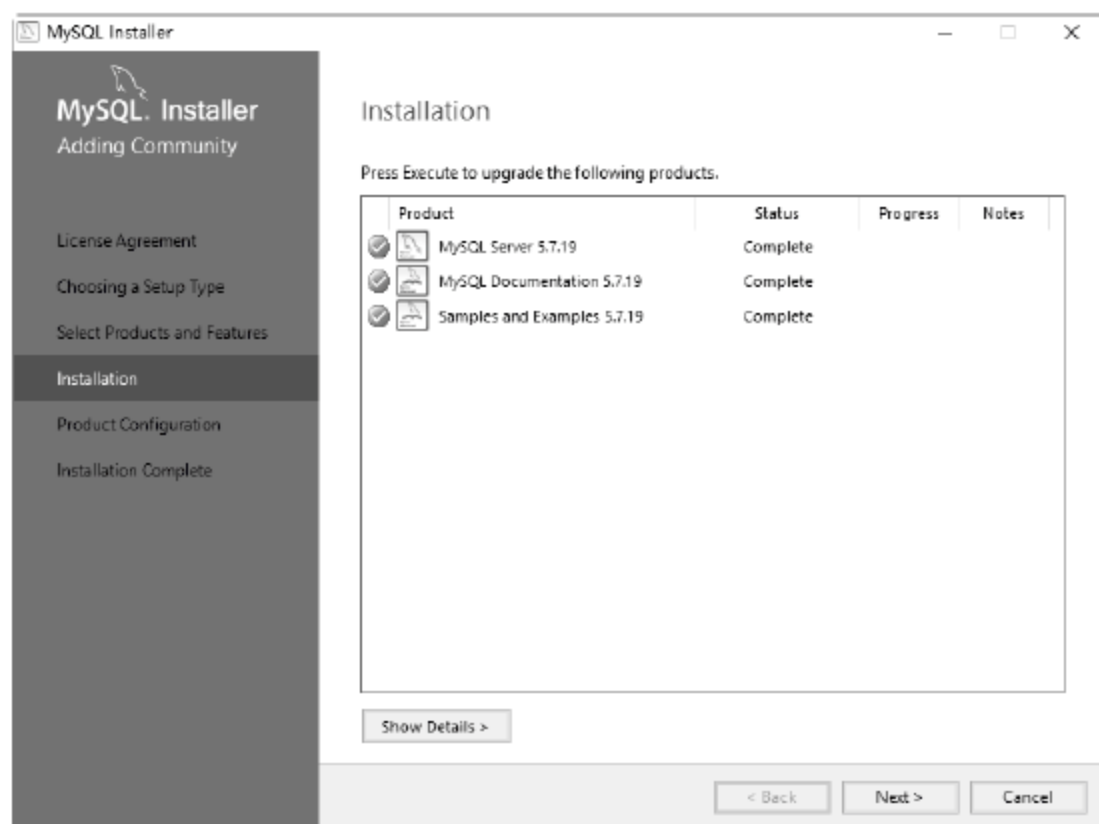 MySQL Installer
MySQL. Installer
Adding Community
License Agreement
Choosing a Setup Type
Select Products and Features
Installation
Product Configuration
Installation Complete
Installation
Press Execute to upgrade the following products.
Product Status Progress Notes
MySQL Server 5.7.19 Complete
MySQL Documentation 5.7.19 Complete
Samples and Examples 5.7.19 Complete
Show Details >
< Back Next > Cancel